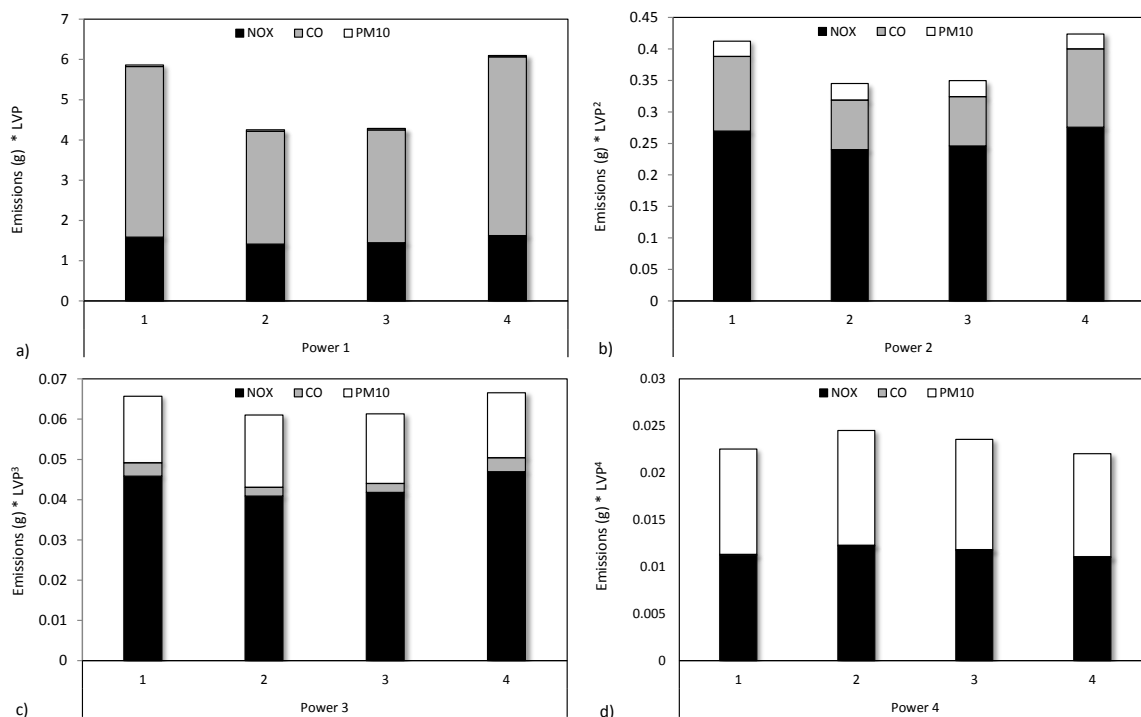 7
6
5
4
3
2
1
0
Emissions (g) * LVP
NOX CO PM10
1 2 3 4
Power 1
a)
0.45
0.4
0.35
0.3
0.25
0.2
0.15
0.1
0.05
0
Emissions (g) * LVP²
NOX CO PM10
1 2 3 4
Power 2
b)
0.07
0.06
0.05
0.04
0.03
0.02
0.01
0
Emissions (g) * LVP³
NOX CO PM10
1 2 3 4
Power 3
c)
0.03
0.025
0.02
0.015
0.01
0.005
0
Emissions (g) * LVP⁴
NOX CO PM10
1 2 3 4
Power 4
d)